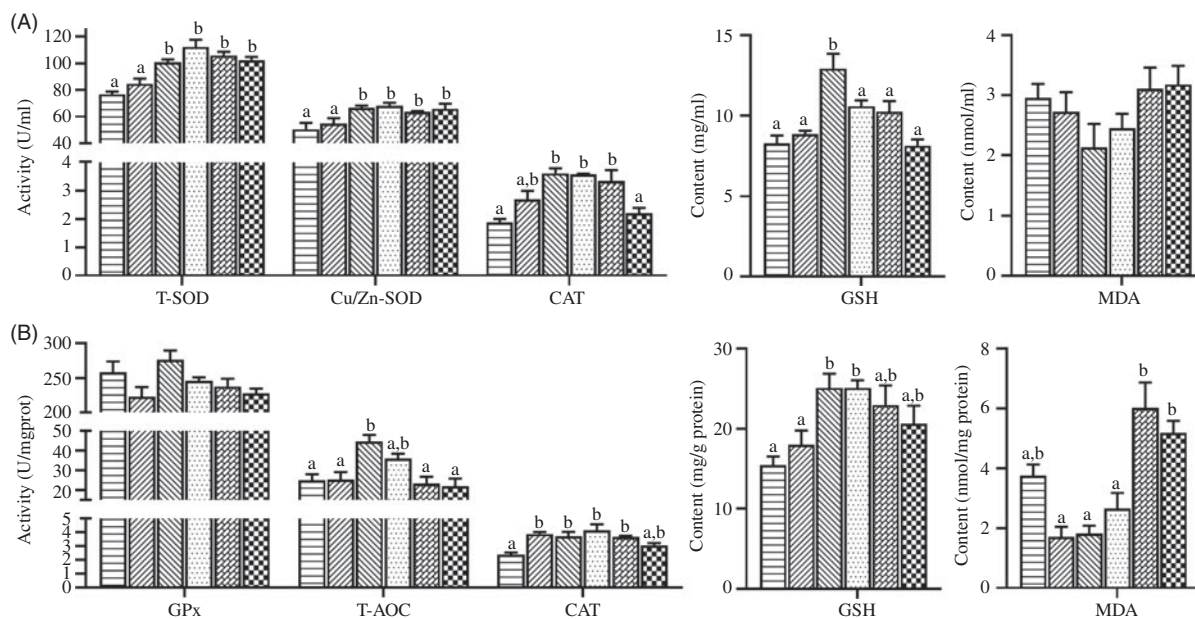 (A)
Activity (U/ml)
120
100
80
60
40
4
3
2
1
0
a a b b b b
a a b b b b
a a,b b b b a
T-SOD Cu/Zn-SOD CAT
Content (mg/ml)
15
10
5
0
a a b a a a
GSH
Content (nmol/ml)
4
3
2
1
0
MDA
(B)
Activity (U/mgprot)
300
250
200
50
40
30
20
5
4
3
2
1
0
a a b a,b a a
a b b b b a,b
GPx T-AOC CAT
Content (mg/g protein)
30
20
10
0
a a b b a,b a,b
GSH
Content (nmol/mg protein)
8
6
4
2
0
a,b a a a b b
MDA